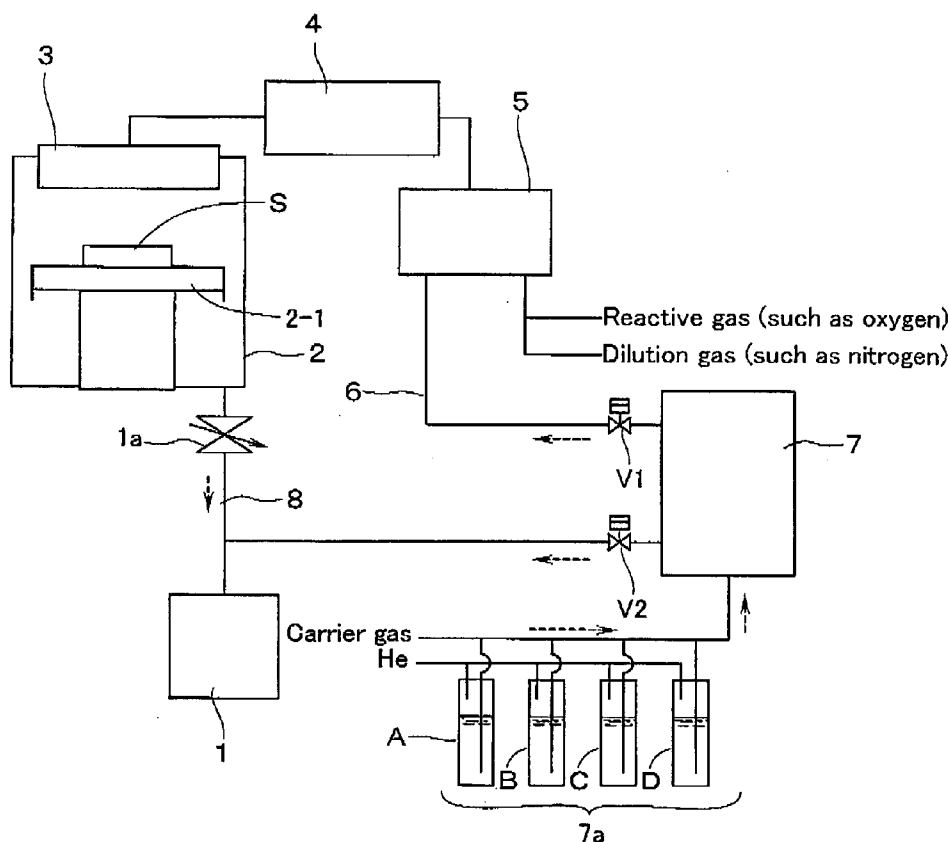 4
3
5
S
Reactive gas (such as oxygen)
2-1
Dilution gas (such as nitrogen)
2
6
1a
7
V1
8
V2
Carrier gas
He
A
B
C
D
1
7a